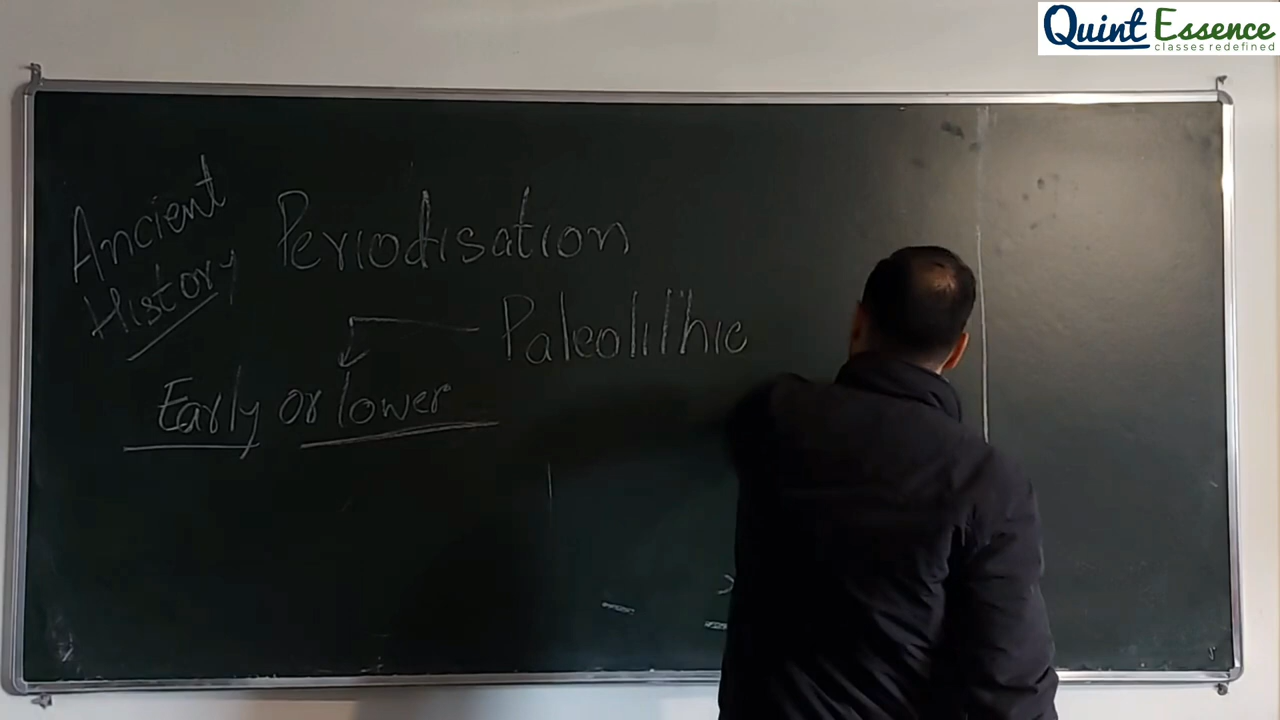 Quint Essence
classes redefined
Ancient
History
Periodisation
Paleolithic
Early or lower